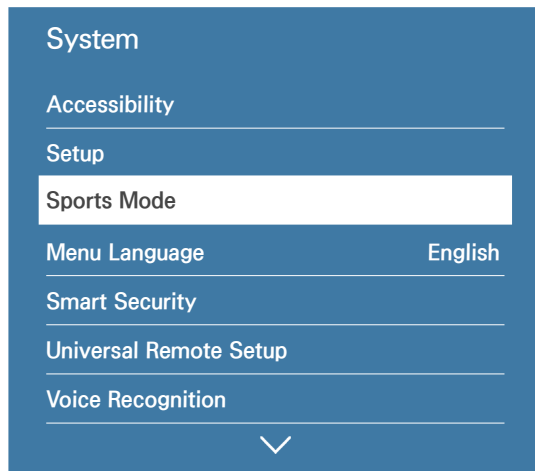 System
Accessibility
Setup
Sports Mode
Menu Language English
Smart Security
Universal Remote Setup
Voice Recognition